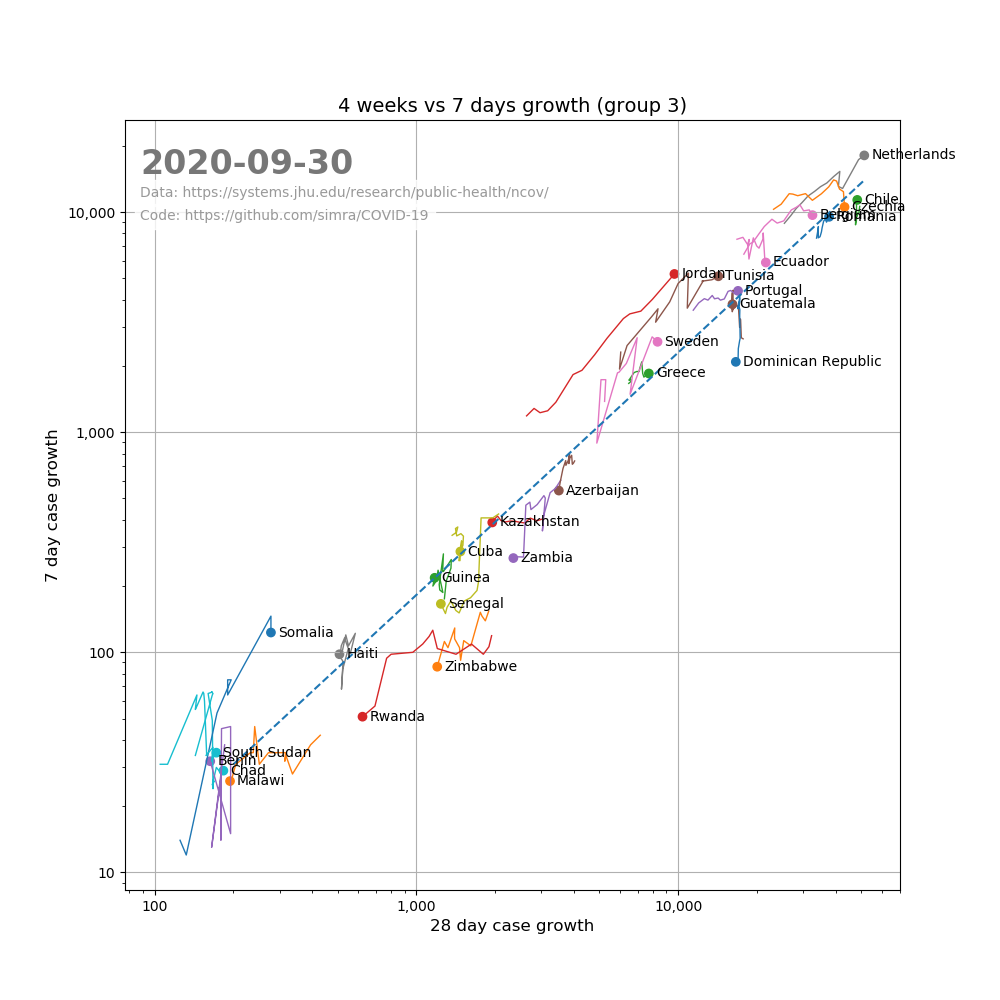 4 weeks vs 7 days growth (group 3)
2020-09-30
Data: https://systems.jhu.edu/research/public-health/ncov/
Code: https://github.com/simra/COVID-19
Netherlands
Chile
Czechia
Belgium
Romania
Ecuador
Jordan
Tunisia
Portugal
Guatemala
Sweden
Dominican Republic
Greece
Azerbaijan
Kazakhstan
Cuba
Zambia
Guinea
Senegal
Somalia
Haiti
Zimbabwe
Rwanda
South Sudan
Benin
Chad
Malawi
10,000
1,000
100
10
7 day case growth
100
1,000
10,000
28 day case growth